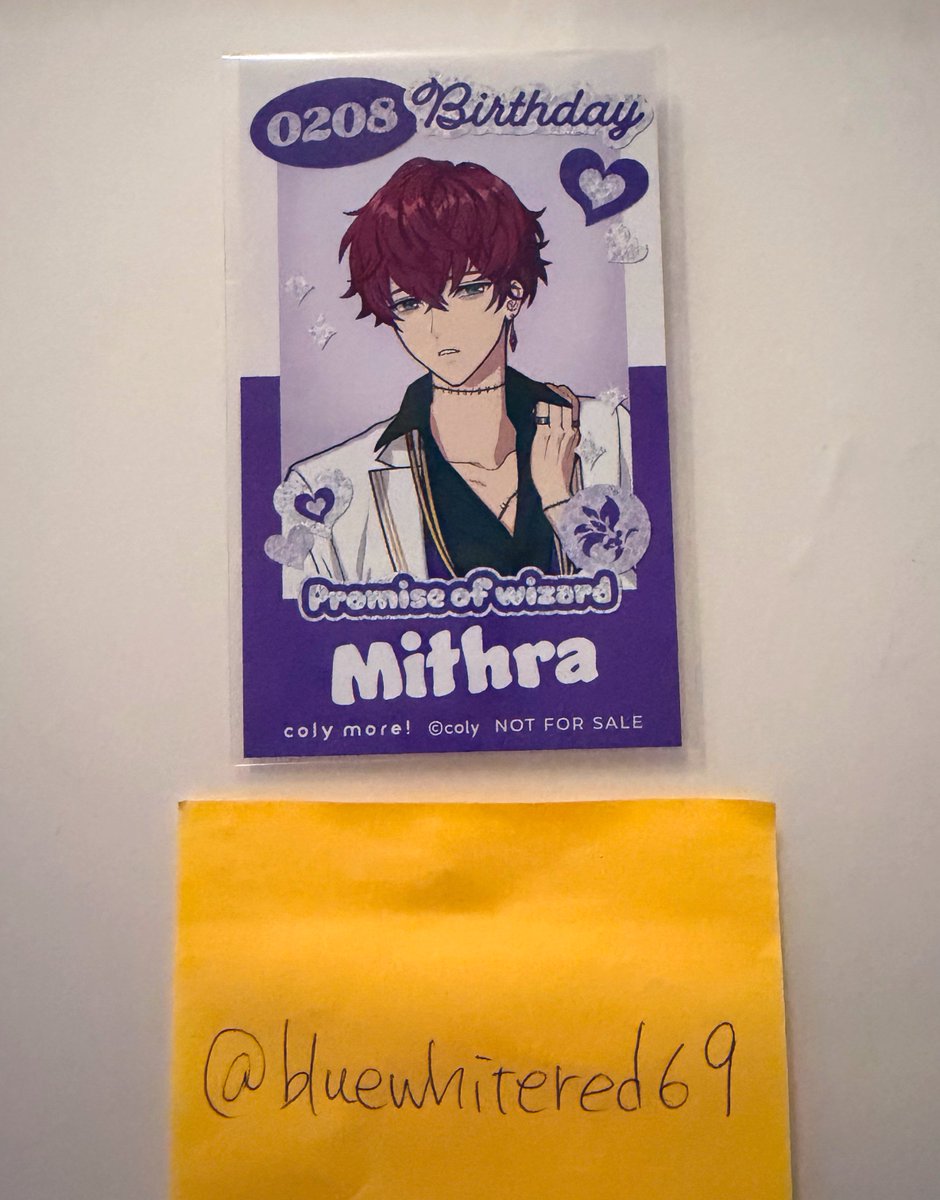 0208 Birthday
Promise of wizard
Mithra
coly more! ©coly NOT FOR SALE
@bluewhitered69